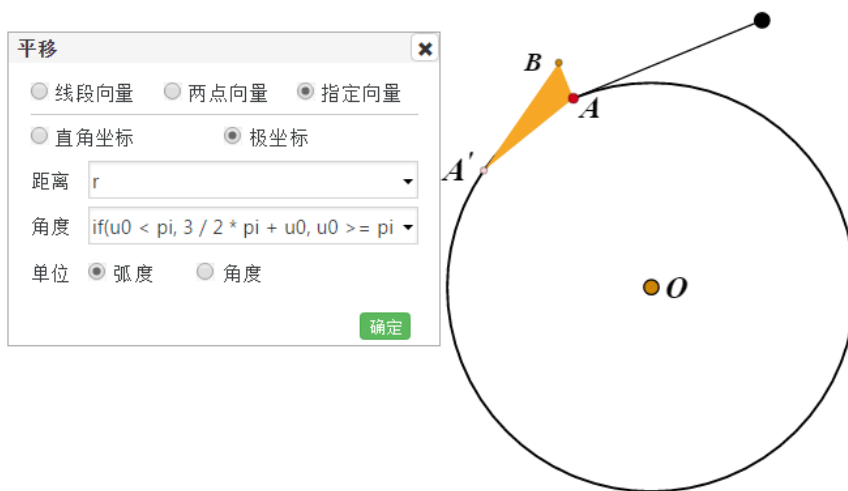 平移
线段向量 两点向量 指定向量
直角坐标 极坐标
距离 r
角度 if(u0 < pi, 3 / 2 * pi + u0, u0 >= pi
单位 弧度 角度
确定
B
A
A'
O